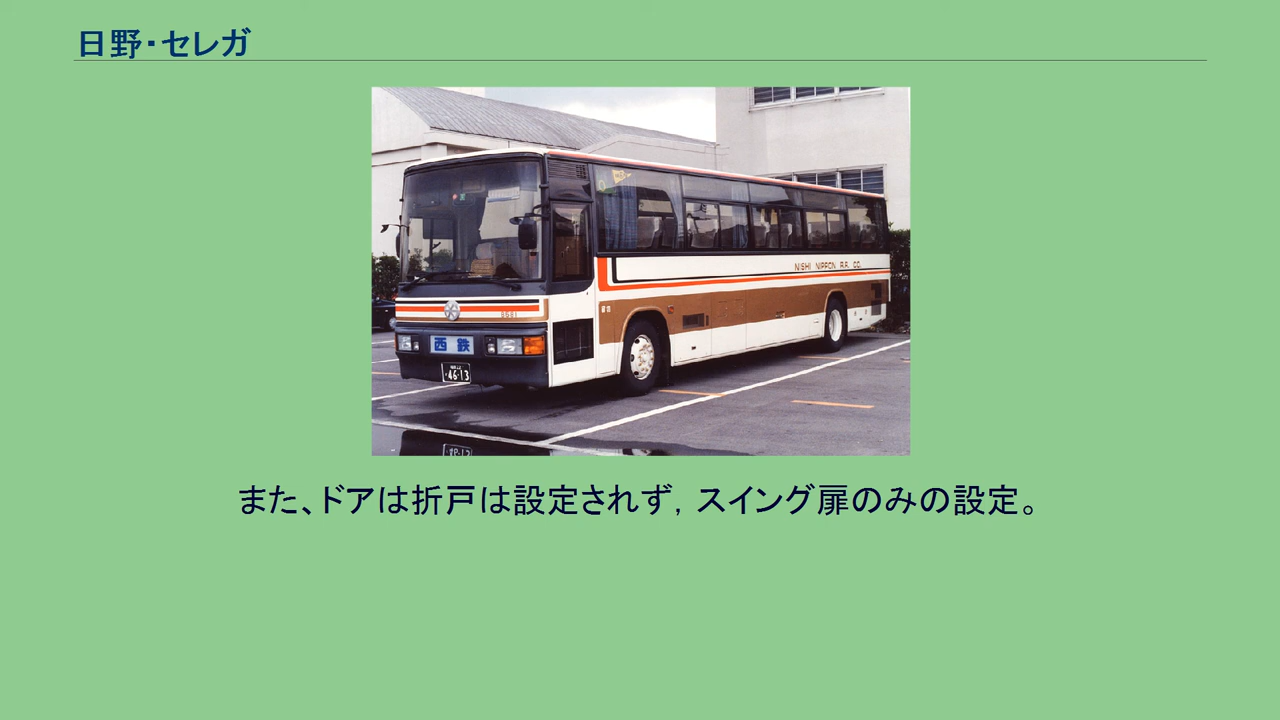 日野・セレガ
NISHI NIPPON R.R. CO.
西鉄
46-13
また、ドアは折戸は設定されず，スイング扉のみの設定。